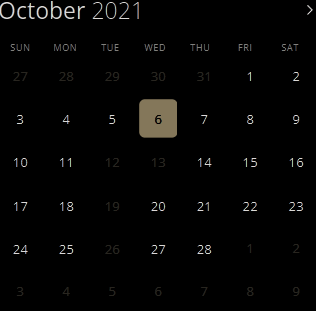 October 2021 >
SUN MON TUE WED THU FRI SAT
27 28 29 30 31 1 2
3 4 5 6 7 8 9
10 11 12 13 14 15 16
17 18 19 20 21 22 23
24 25 26 27 28 1 2
3 4 5 6 7 8 9